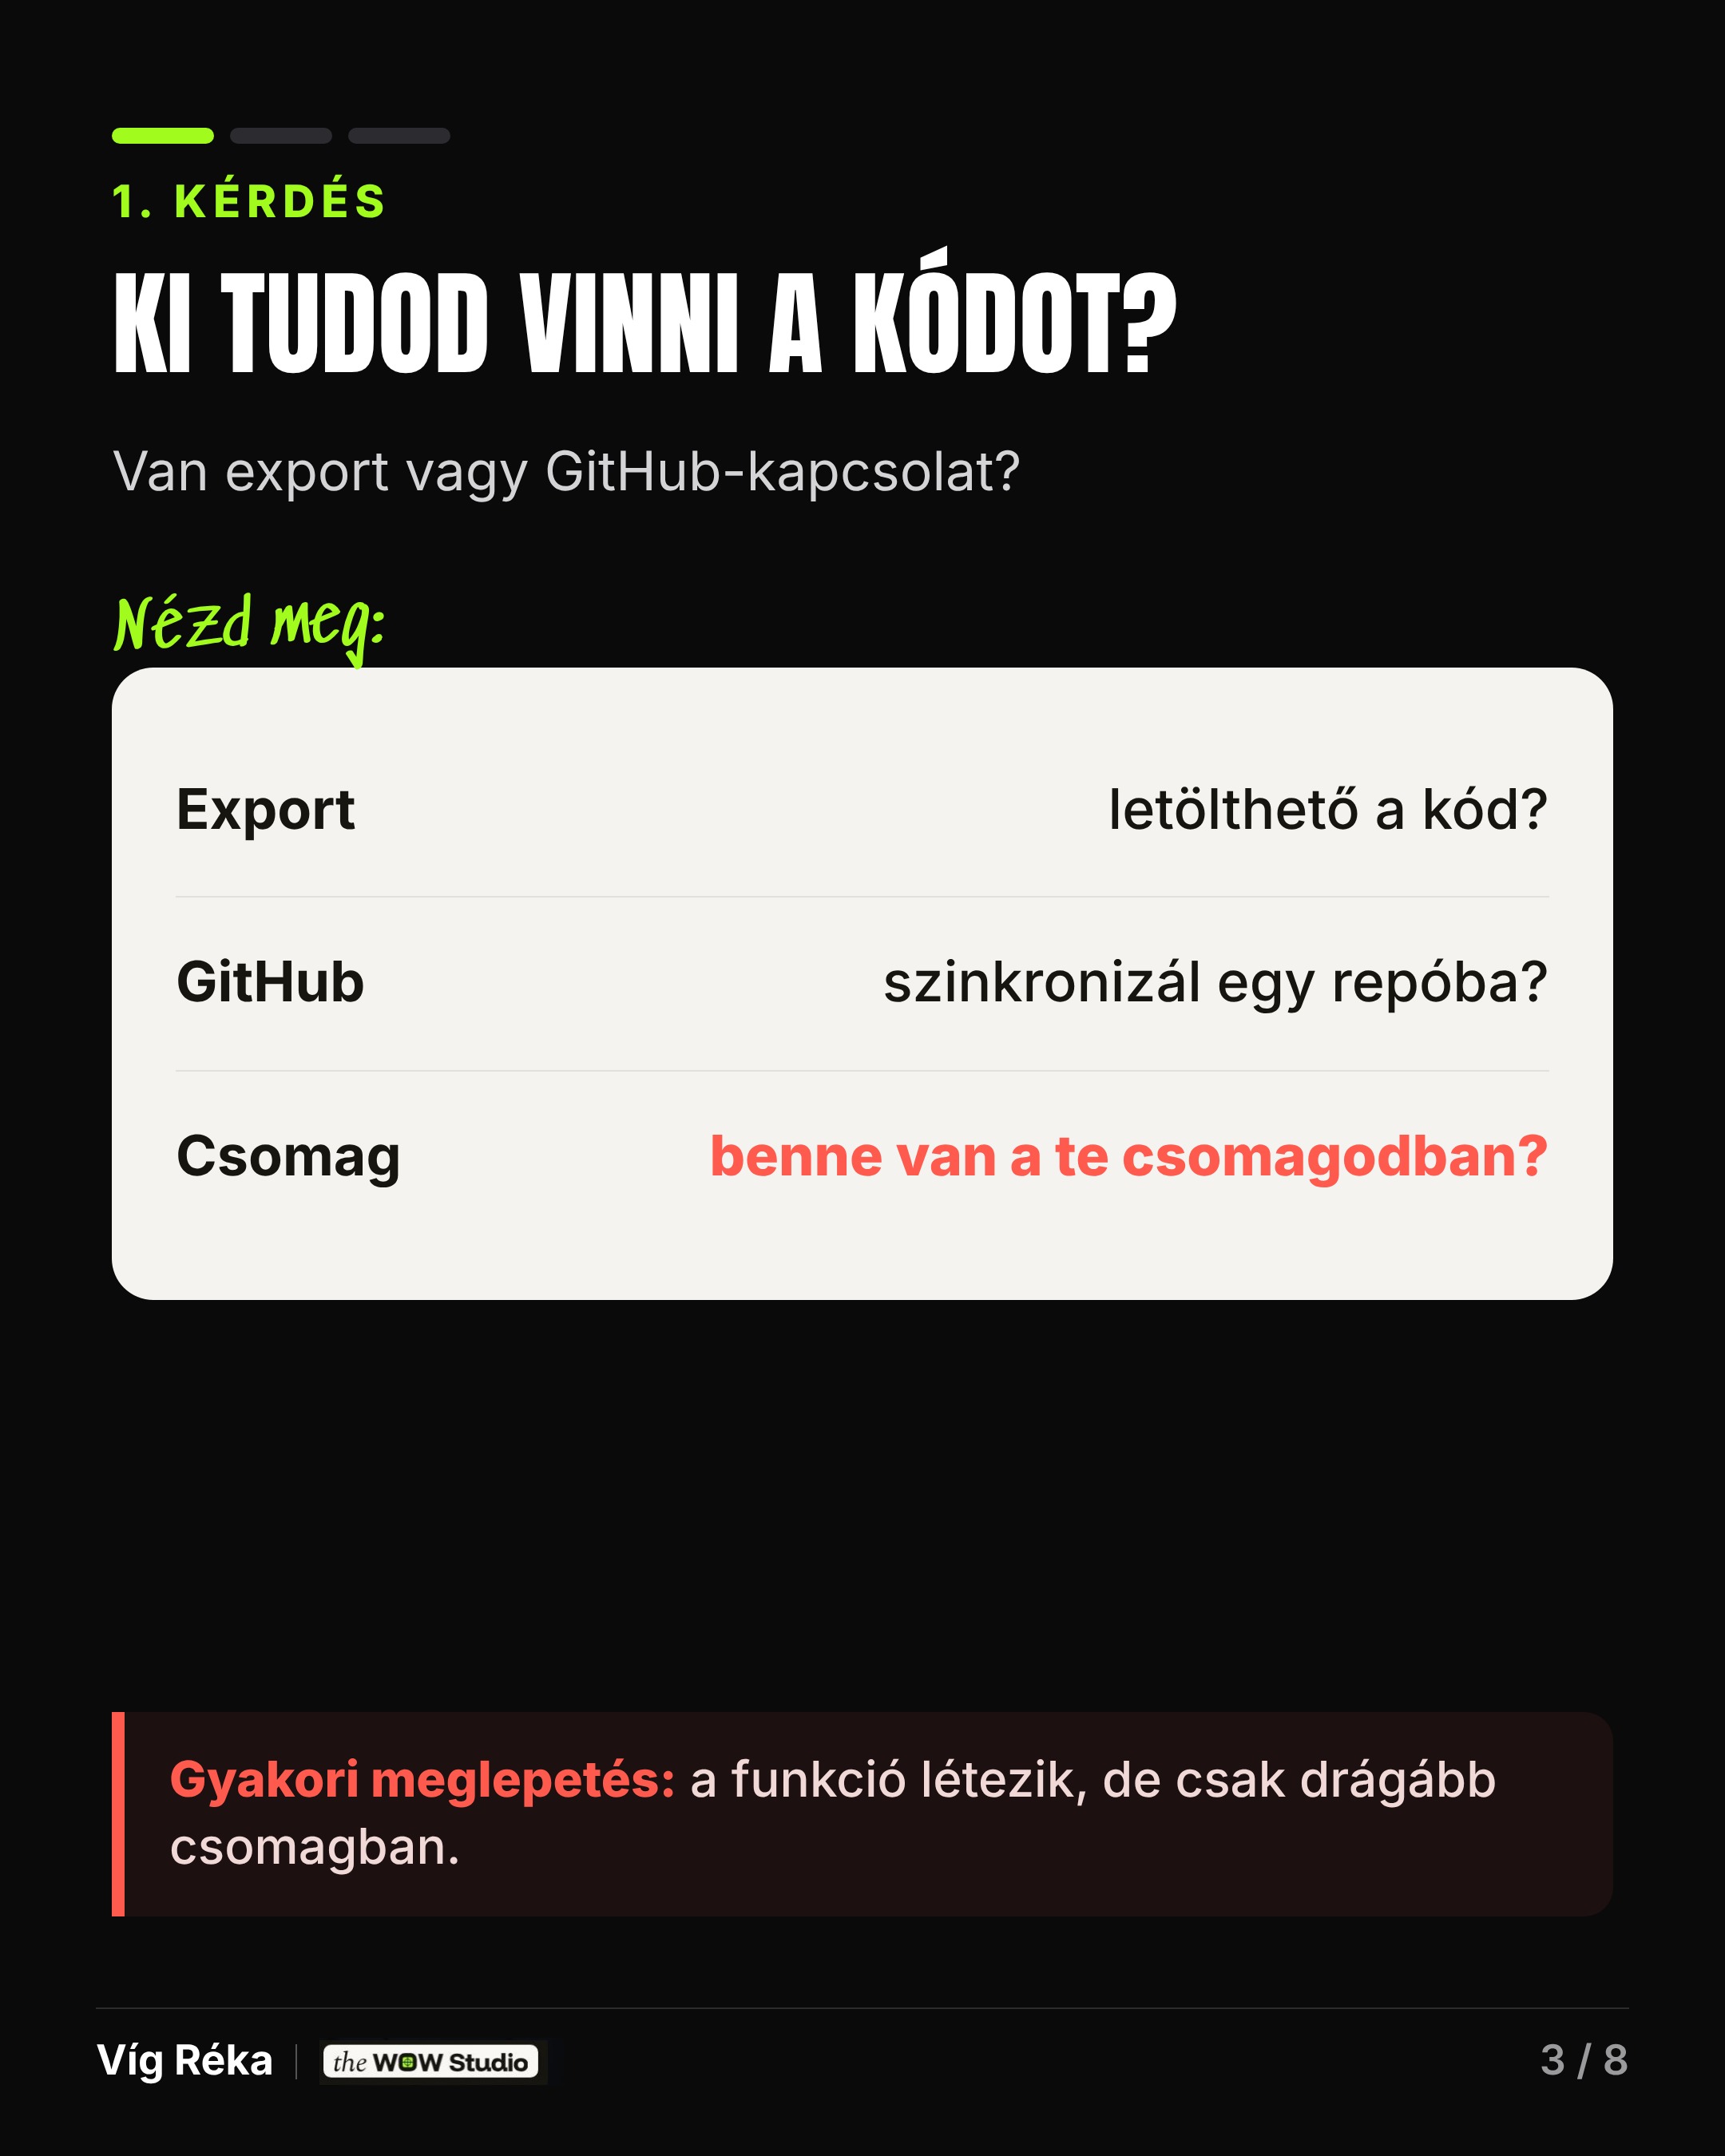 1. KÉRDÉS
KI TUDOD VINNI A KÓDOT?
Van export vagy GitHub-kapcsolat?
Nézd meg:
Export letölthető a kód?
GitHub szinkronizál egy repóba?
Csomag benne van a te csomagodban?
Gyakori meglepetés: a funkció létezik, de csak drágább
csomagban.
Víg Réka the WOW Studio 3 / 8